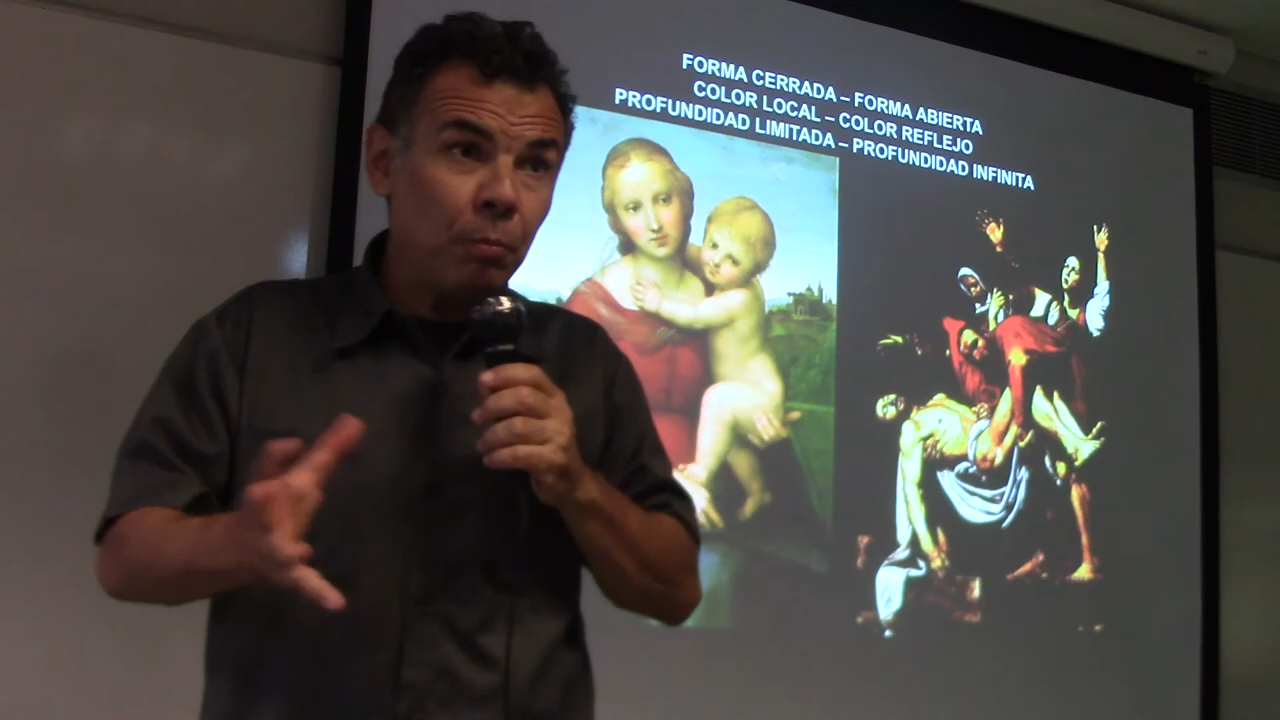 FORMA CERRADA – FORMA ABIERTA
COLOR LOCAL – COLOR REFLEJO
PROFUNDIDAD LIMITADA – PROFUNDIDAD INFINITA